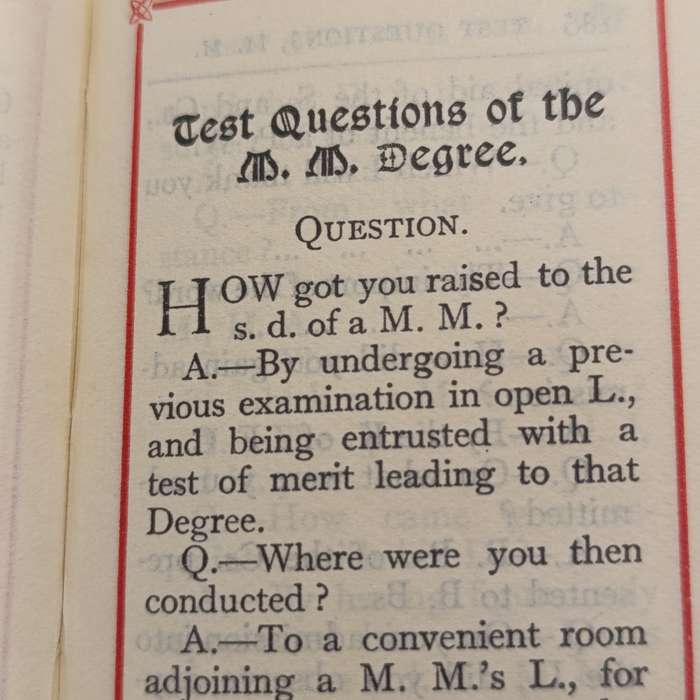 Test Questions of the
M. M. Degree.
QUESTION.
HOW got you raised to the
s. d. of a M. M. ?
A.—By undergoing a pre-
vious examination in open L.,
and being entrusted with a
test of merit leading to that
Degree.
Q.—Where were you then
conducted ?
A.—To a convenient room
adjoining a M. M.'s L., for